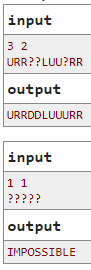 input
3 2
URR??LUU?RR
output
URRDDLUUURR
input
1 1
?????
output
IMPOSSIBLE